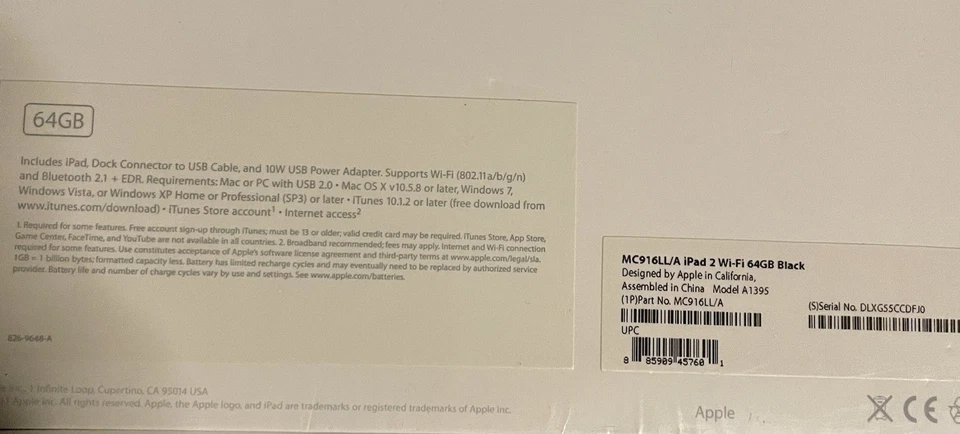 64GB
Includes iPad, Dock Connector to USB Cable, and 10W USB Power Adapter. Supports Wi-Fi (802.11a/b/g/n)
and Bluetooth 2.1 + EDR. Requirements: Mac or PC with USB 2.0 • Mac OS X v10.5.8 or later, Windows 7,
Windows Vista, or Windows XP Home or Professional (SP3) or later • iTunes 10.1.2 or later (free download from
www.itunes.com/download) • iTunes Store account¹ • Internet access²
1. Required for some features. Free account sign-up through iTunes; must be 13 or older; valid credit card may be required. iTunes Store, App Store,
Game Center, FaceTime, and YouTube are not available in all countries. 2. Broadband recommended; fees may apply. Internet and Wi-Fi connection
required for some features. Use constitutes acceptance of Apple's software license agreement and third-party terms at www.apple.com/legal/sla.
1GB = 1 billion bytes; formatted capacity less. Battery has limited recharge cycles and may eventually need to be replaced by authorized service
provider. Battery life and number of charge cycles vary by use and settings. See www.apple.com/batteries.
826-9648-A
MC916LL/A iPad 2 Wi-Fi 64GB Black
Designed by Apple in California,
Assembled in China Model A1395
(1P)Part No. MC916LL/A
(S)Serial No. DLXG55CCDFJ0
UPC
8 85909 45760 1
Inc., 1 Infinite Loop, Cupertino, CA 95014 USA
Apple Inc. All rights reserved. Apple, the Apple logo, and iPad are trademarks or registered trademarks of Apple Inc.
Apple
CE